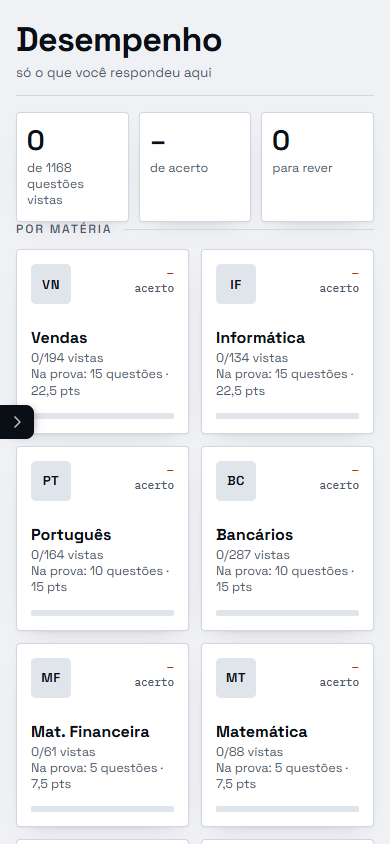 Desempenho
só o que você respondeu aqui
0
de 1168
questões
vistas
–
de acerto
0
para rever
POR MATÉRIA
VN
–
acerto
Vendas
0/194 vistas
Na prova: 15 questões ·
22,5 pts
IF
–
acerto
Informática
0/134 vistas
Na prova: 15 questões ·
22,5 pts
PT
–
acerto
Português
0/164 vistas
Na prova: 10 questões ·
15 pts
BC
–
acerto
Bancários
0/287 vistas
Na prova: 10 questões ·
15 pts
MF
–
acerto
Mat. Financeira
0/61 vistas
Na prova: 5 questões ·
7,5 pts
MT
–
acerto
Matemática
0/88 vistas
Na prova: 5 questões ·
7,5 pts